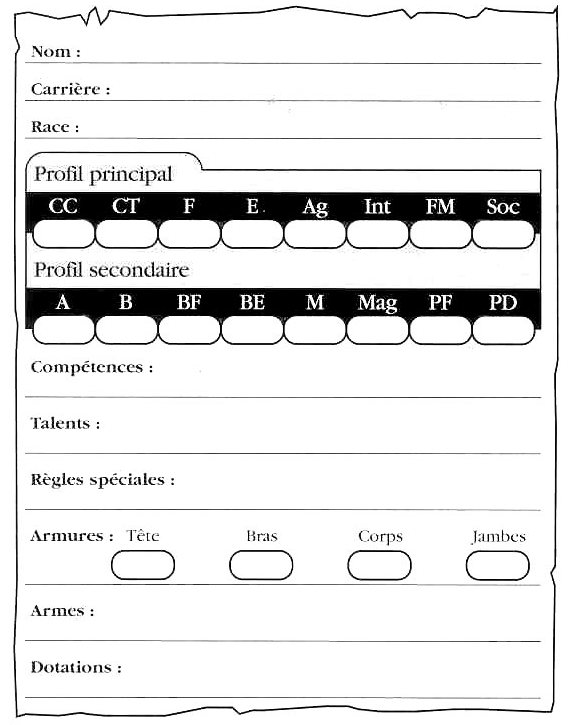 Nom :
Carrière :
Race :
Profil principal
CC CT F E Ag Int FM Soc
Profil secondaire
A B BF BE M Mag PF PD
Compétences :
Talents :
Règles spéciales :
Armures : Tête Bras Corps Jambes
Armes :
Dotations :